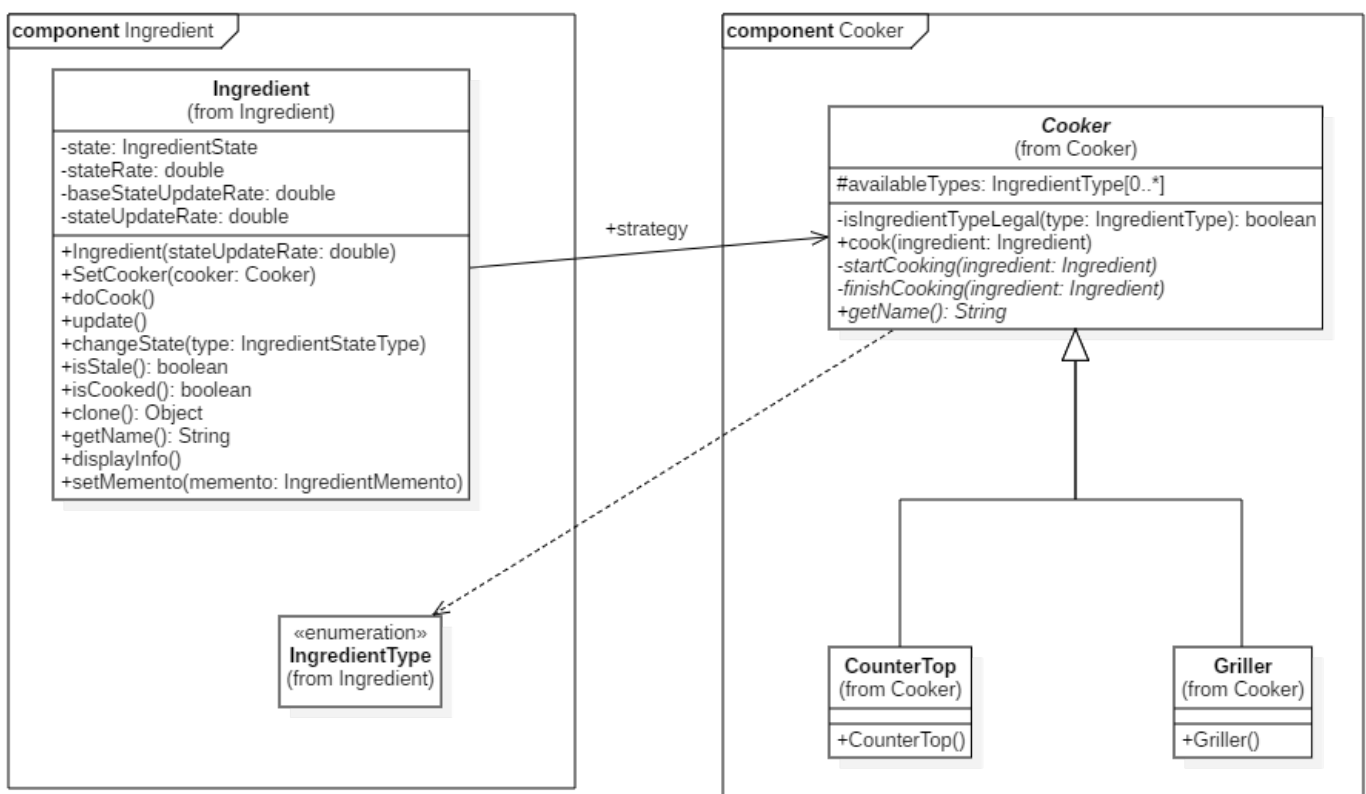 component Ingredient
Ingredient
(from Ingredient)
-state: IngredientState
-stateRate: double
-baseStateUpdateRate: double
-stateUpdateRate: double
+Ingredient(stateUpdateRate: double)
+SetCooker(cooker: Cooker)
+doCook()
+update()
+changeState(type: IngredientStateType)
+isStale(): boolean
+isCooked(): boolean
+clone(): Object
+getName(): String
+displayInfo()
+setMemento(memento: IngredientMemento)
«enumeration»
IngredientType
(from Ingredient)
+strategy
component Cooker
Cooker
(from Cooker)
#availableTypes: IngredientType[0..*]
-isIngredientTypeLegal(type: IngredientType): boolean
+cook(ingredient: Ingredient)
-startCooking(ingredient: Ingredient)
-finishCooking(ingredient: Ingredient)
+getName(): String
CounterTop
(from Cooker)
+CounterTop()
Griller
(from Cooker)
+Griller()